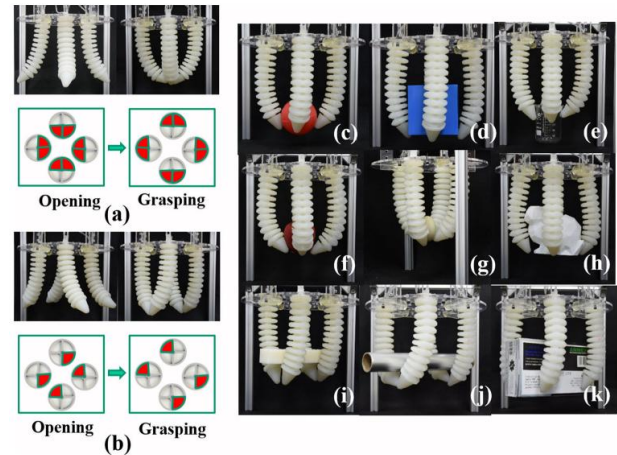 Opening
Grasping
(a)
Opening
Grasping
(b)
(c)
(d)
(e)
(f)
(g)
(h)
(i)
(j)
(k)